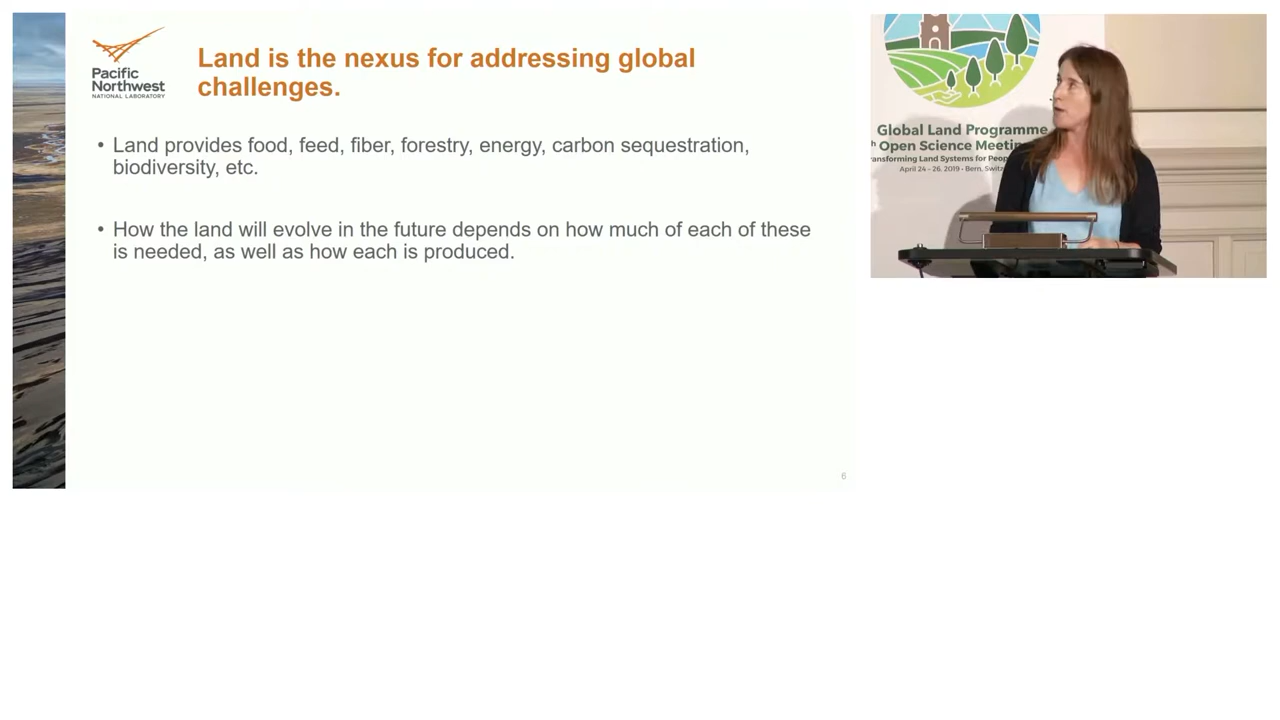 Pacific
Northwest
NATIONAL LABORATORY
Land is the nexus for addressing global
challenges.
• Land provides food, feed, fiber, forestry, energy, carbon sequestration,
biodiversity, etc.
• How the land will evolve in the future depends on how much of each of these
is needed, as well as how each is produced.
6
Global Land Programme
Open Science
Land Systems for
April 24 - 26, 2019 • Bern,